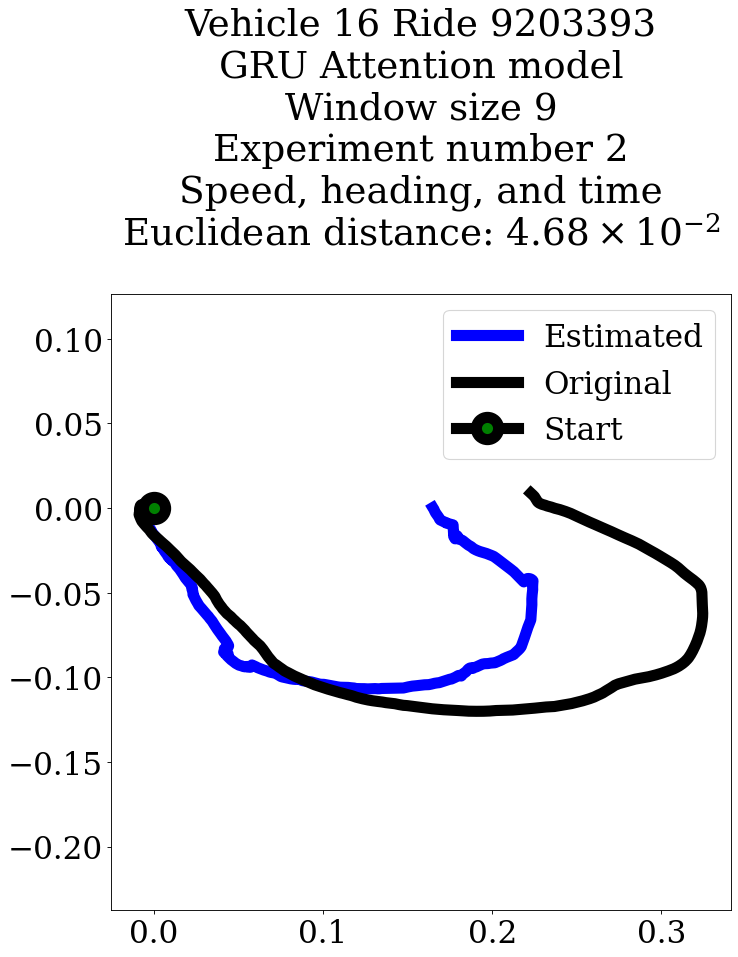 Vehicle 16 Ride 9203393
GRU Attention model
Window size 9
Experiment number 2
Speed, heading, and time
Euclidean distance: 4.68 × 10⁻²
Estimated
Original
Start
0.10
0.05
0.00
−0.05
−0.10
−0.15
−0.20
0.0 0.1 0.2 0.3